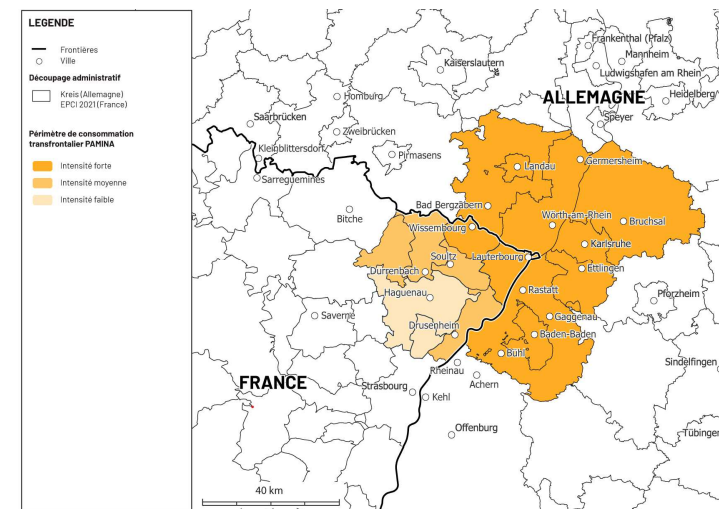 LEGENDE
Frontières
Ville
Découpage administratif
Kreis (Allemagne)
EPCI 2021 (France)
Périmètre de consommation
transfrontalier PAMINA
Intensité forte
Intensité moyenne
Intensité faible
Frankenthal (Pfalz)
Mannheim
Kaiserslautern
Ludwigshafen am Rhein
Heidelberg
Homburg
ALLEMAGNE
Saarbrücken
Speyer
Zweibrücken
Kleinblittersdorf
Pirmasens
Germersheim
Landau
Sarreguemines
Bad Bergzabern
Bitche
Wörth-am-Rhein
Bruchsal
Wissembourg
Karlsruhe
Soultz
Lauterbourg
Ettlingen
Durrenbach
Haguenau
Rastatt
Pforzheim
Saverne
Gaggenau
Drusenheim
Baden-Baden
Bühl
Rheinau
Sindelfingen
FRANCE
Achern
Strasbourg
Kehl
Offenburg
Tübingen
40 km